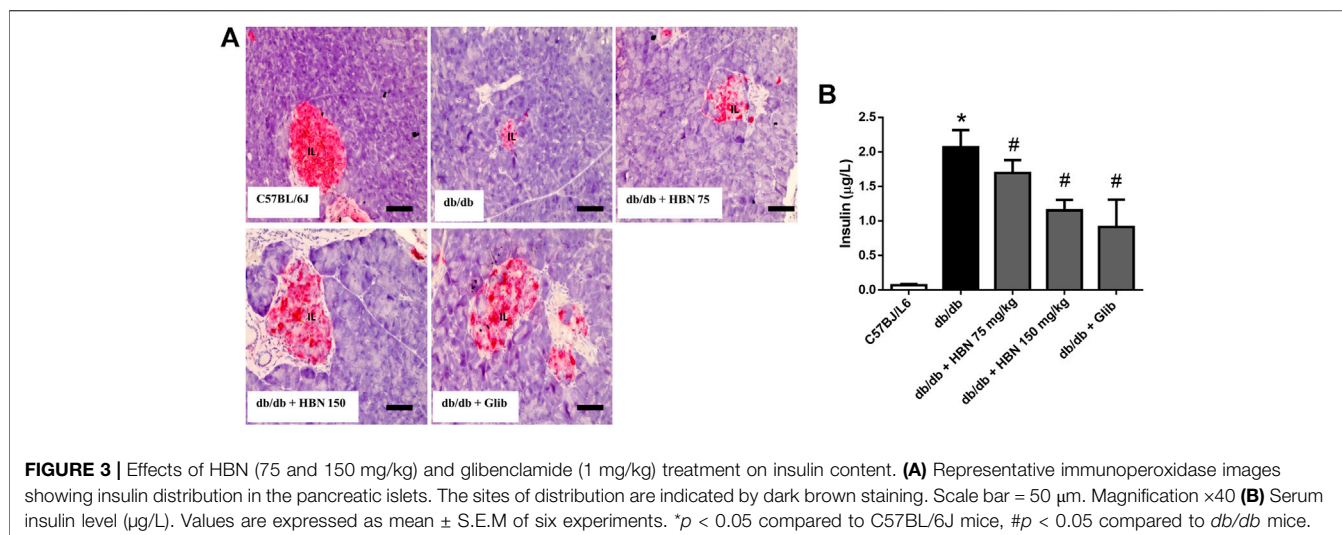 A
IL
C57BL/6J
IL
db/db
IL
db/db + HBN 75
IL
db/db + HBN 150
IL
db/db + Glib
B
Insulin (µg/L)
2.5
2.0
1.5
1.0
0.5
0.0
*
#
#
#
C57BJ/L6
db/db
db/db + HBN 75 mg/kg
db/db + HBN 150 mg/kg
db/db + Glib
FIGURE 3 | Effects of HBN (75 and 150 mg/kg) and glibenclamide (1 mg/kg) treatment on insulin content. (A) Representative immunoperoxidase images
showing insulin distribution in the pancreatic islets. The sites of distribution are indicated by dark brown staining. Scale bar = 50 μm. Magnification ×40 (B) Serum
insulin level (µg/L). Values are expressed as mean ± S.E.M of six experiments. *p < 0.05 compared to C57BL/6J mice, #p < 0.05 compared to db/db mice.